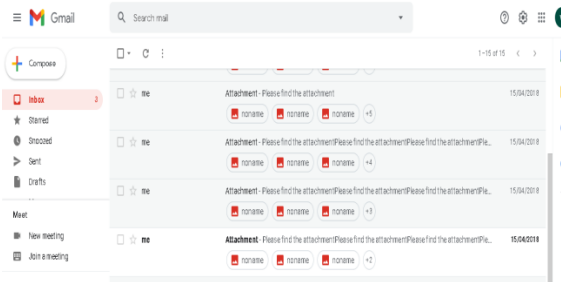 Gmail
Search mail
Compose
1-15 of 15
Inbox 2
Starred
Snoozed
Sent
Drafts
Meet
New meeting
Join a meeting
me Attachment - Please find the attachment 15/04/2018
noname noname noname +5
me Attachment - Please find the attachmentPlease find the attachmentPlease find the attachmentPle... 15/04/2018
noname noname noname +4
me Attachment - Please find the attachmentPlease find the attachmentPlease find the attachmentPle... 15/04/2018
noname noname noname +3
me Attachment - Please find the attachmentPlease find the attachmentPlease find the attachmentPle... 15/04/2018
noname noname noname +2